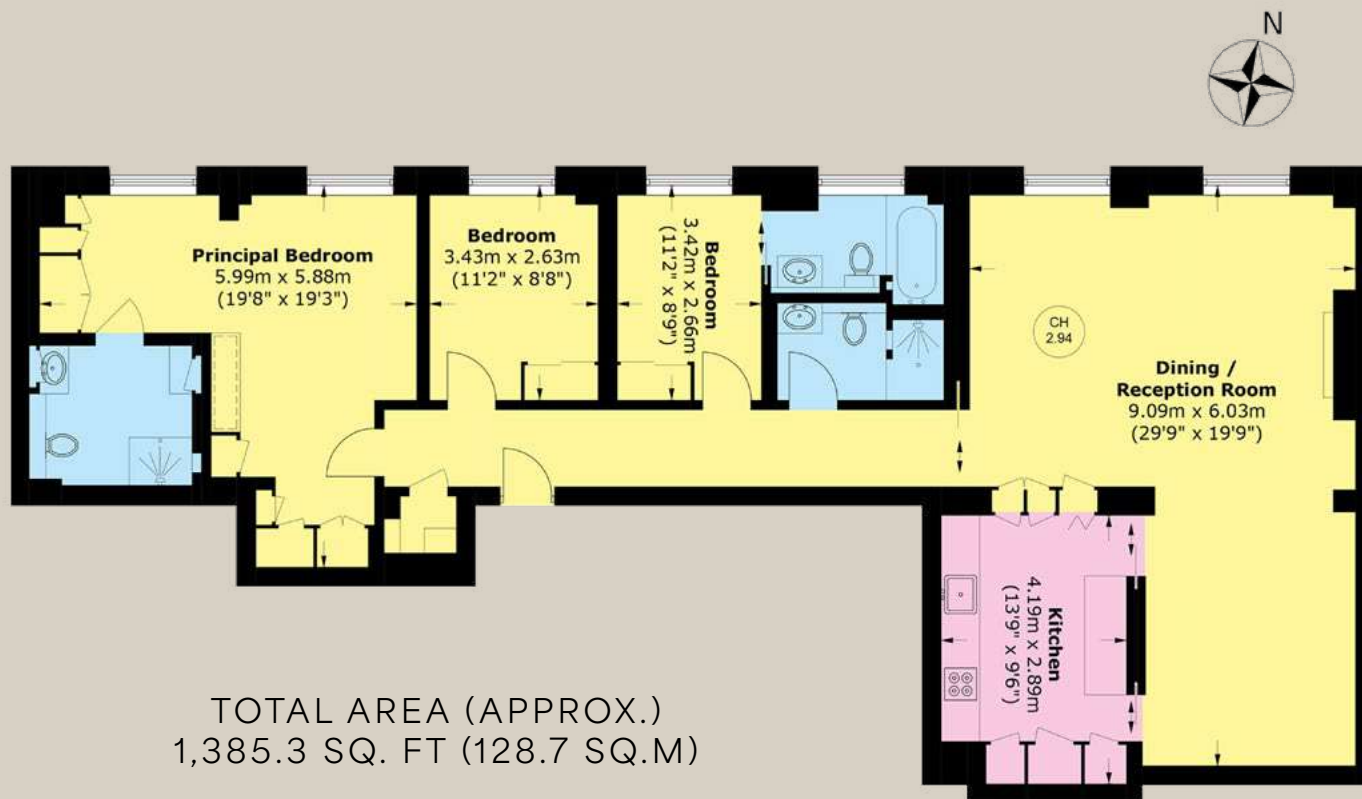 N
Principal Bedroom
5.99m x 5.88m
(19'8" x 19'3")
Bedroom
3.43m x 2.63m
(11'2" x 8'8")
Bedroom
3.42m x 2.66m
(11'2" x 8'9")
CH
2.94
Dining /
Reception Room
9.09m x 6.03m
(29'9" x 19'9")
Kitchen
4.19m x 2.89m
(13'9" x 9'6")
TOTAL AREA (APPROX.)
1,385.3 SQ. FT (128.7 SQ.M)